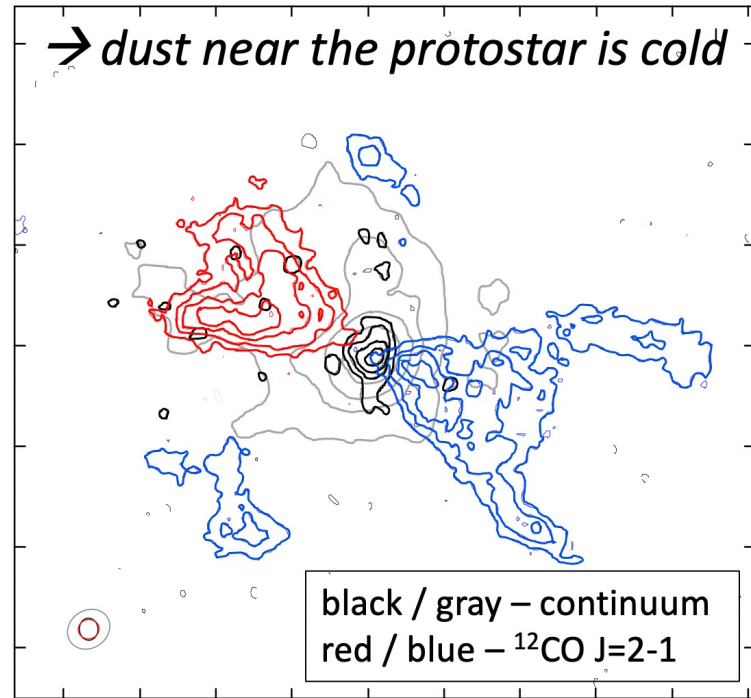 → dust near the protostar is cold
black / gray – continuum
red / blue – ¹²CO J=2-1